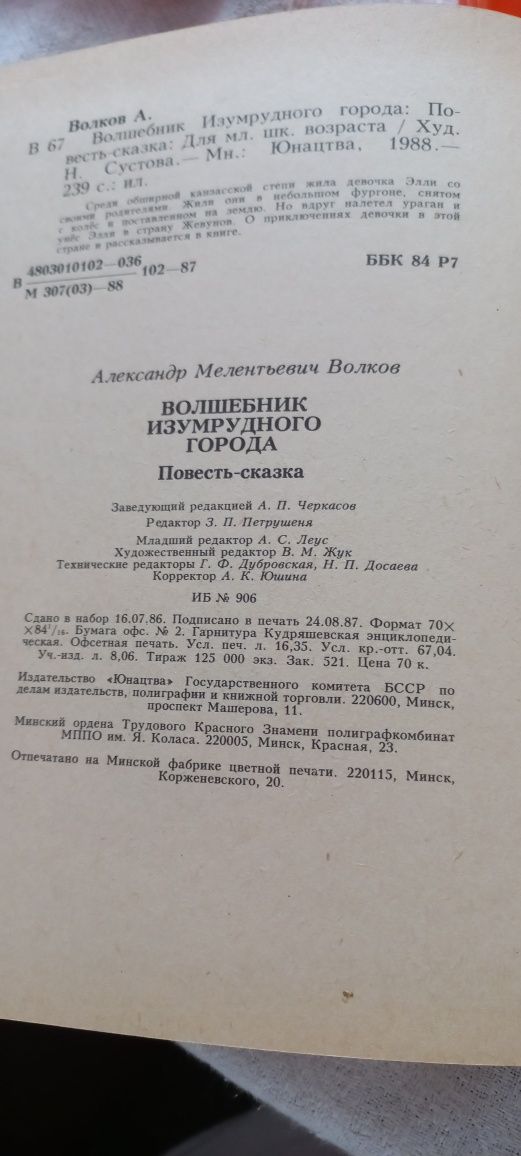 Волков А.
В 67 Волшебник Изумрудного города: По-
весть-сказка: Для мл. шк. возраста / Худ.
Н. Сустова.— Мн.: Юнацтва, 1988.—
239 с.: ил.
Среди обширной канзасской степи жила девочка Элли со
своими родителями. Жили они в небольшом фургоне, снятом
с колёс и поставленном на землю. Но вдруг налетел ураган и
унёс Элли в страну Жевунов. О приключениях девочки в этой
стране и рассказывается в книге.
В 4803010102—036
М 307(03)—88 102—87
ББК 84 Р7
Александр Мелентьевич Волков
ВОЛШЕБНИК
ИЗУМРУДНОГО
ГОРОДА
Повесть-сказка
Заведующий редакцией А. П. Черкасов
Редактор З. П. Петрушеня
Младший редактор А. С. Леус
Художественный редактор В. М. Жук
Технические редакторы Г. Ф. Дубровская, Н. П. Досаева
Корректор А. К. Юшина
ИБ № 906
Сдано в набор 16.07.86. Подписано в печать 24.08.87. Формат 70×
×84¹/₁₆. Бумага офс. № 2. Гарнитура Кудряшевская энциклопеди-
ческая. Офсетная печать. Усл. печ. л. 16,35. Усл. кр.-отт. 67,04.
Уч.-изд. л. 8,06. Тираж 125 000 экз. Зак. 521. Цена 70 к.
Издательство «Юнацтва» Государственного комитета БССР по
делам издательств, полиграфии и книжной торговли. 220600, Минск,
проспект Машерова, 11.
Минский ордена Трудового Красного Знамени полиграфкомбинат
МППО им. Я. Коласа. 220005, Минск, Красная, 23.
Отпечатано на Минской фабрике цветной печати. 220115, Минск,
Корженевского, 20.